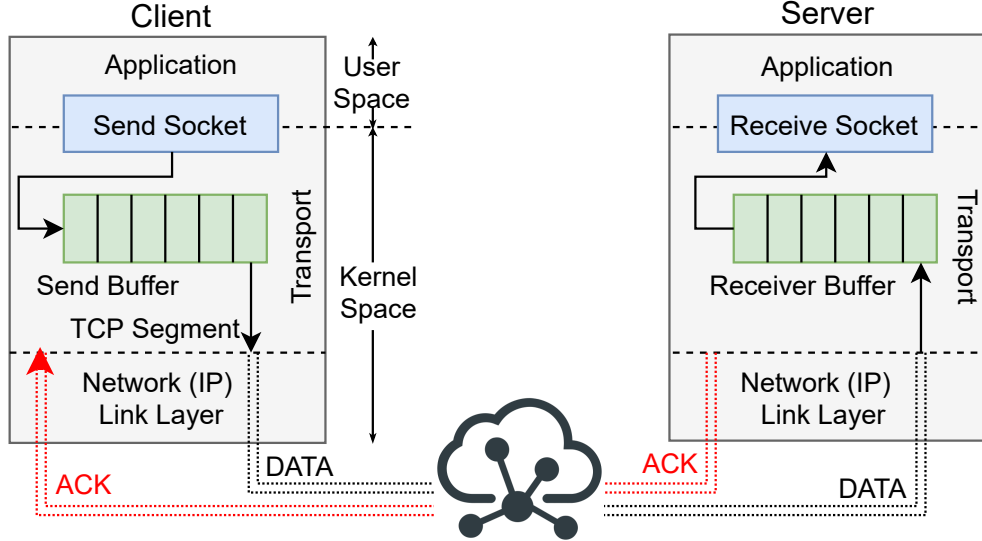 Client
Server
Application
User
Space
Application
Send Socket
Receive Socket
Transport
Kernel
Space
Transport
Send Buffer
Receiver Buffer
TCP Segment
Network (IP)
Link Layer
Network (IP)
Link Layer
DATA
ACK
ACK
DATA